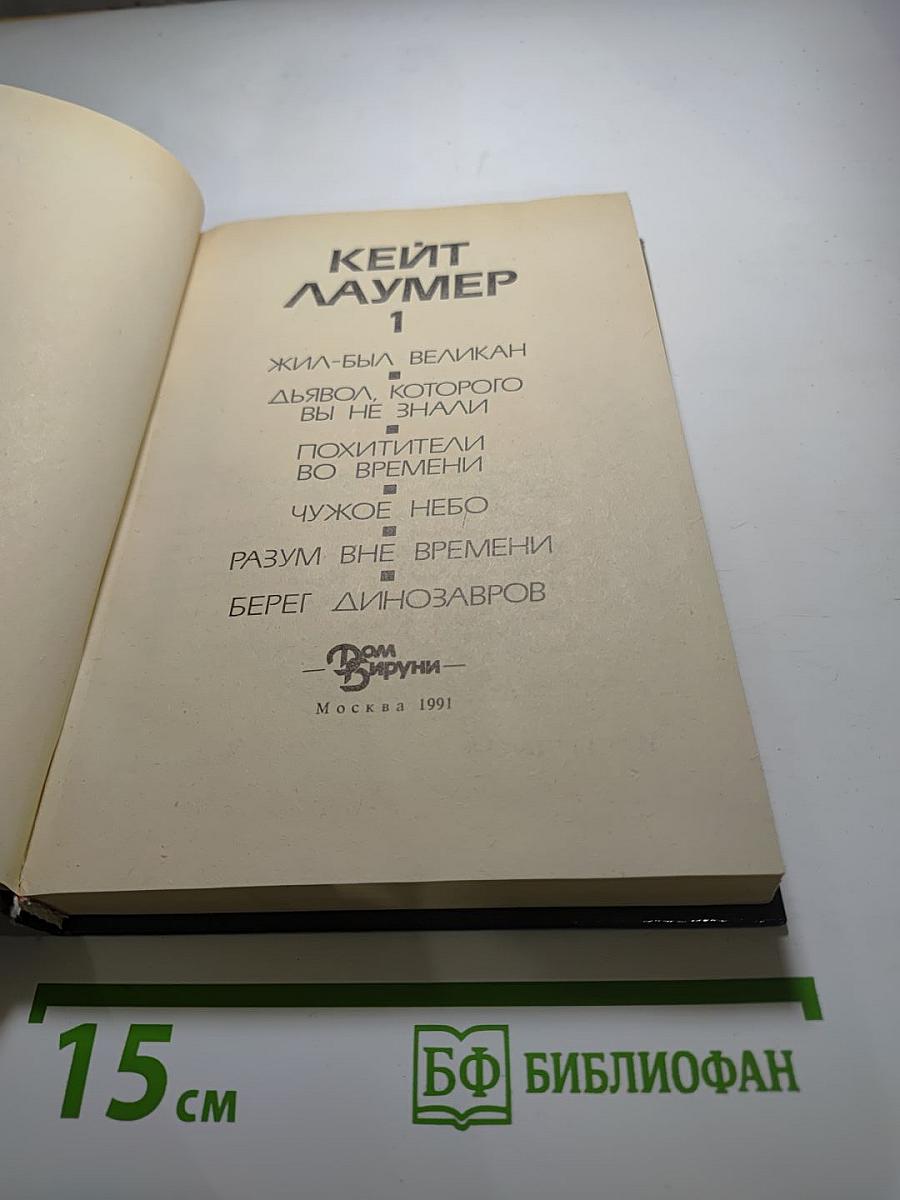 КЕЙТ
ЛАУМЕР
1
ЖИЛ-БЫЛ ВЕЛИКАН
ДЬЯВОЛ, КОТОРОГО
ВЫ НЕ ЗНАЛИ
ПОХИТИТЕЛИ
ВО ВРЕМЕНИ
ЧУЖОЕ НЕБО
РАЗУМ ВНЕ ВРЕМЕНИ
БЕРЕГ ДИНОЗАВРОВ
Дом
Бируни
Москва 1991
15 см
БФ БИБЛИОФАН